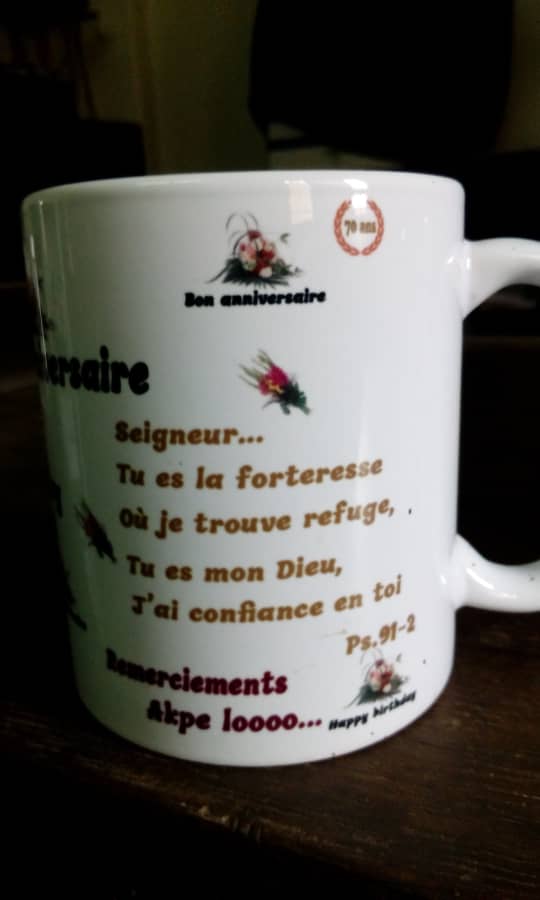 70 ans
Bon anniversaire
ersaire
Seigneur...
Tu es la forteresse
Où je trouve refuge,
Tu es mon Dieu,
J'ai confiance en toi
Ps.91-2
Remerciements
Akpe loooo...
Happy birthday